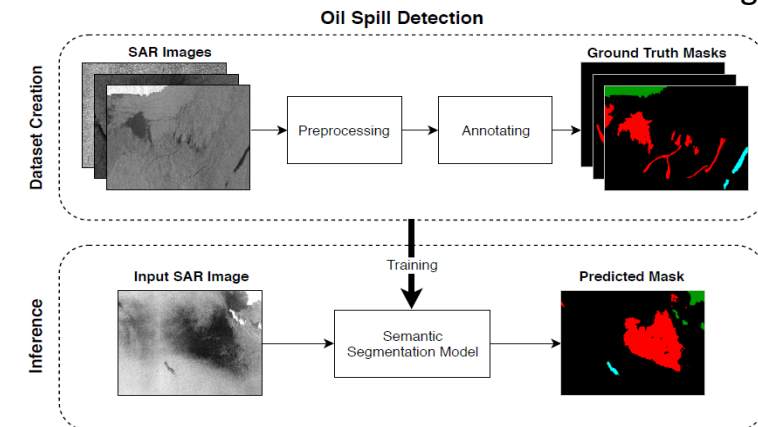 Oil Spill Detection
Dataset Creation
SAR Images
Ground Truth Masks
Preprocessing
Annotating
Training
Inference
Input SAR Image
Predicted Mask
Semantic
Segmentation Model